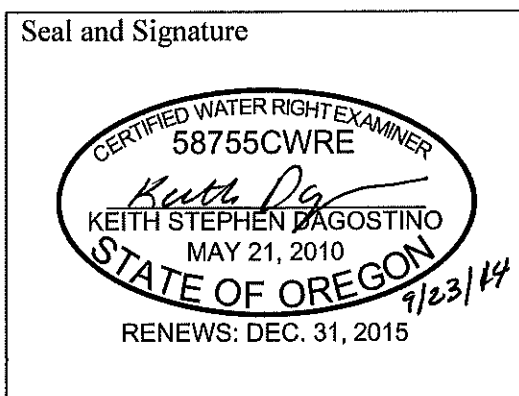 Seal and Signature
CERTIFIED WATER RIGHT EXAMINER
58755CWRE
KEITH STEPHEN DAGOSTINO
MAY 21, 2010
STATE OF OREGON
9/23/14
RENEWS: DEC. 31, 2015